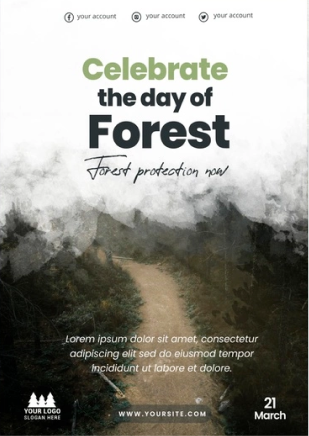 your account your account your account
Celebrate
the day of
Forest
Forest protection now
Lorem ipsum dolor sit amet, consectetur
adipiscing elit sed do eiusmod tempor
incididunt ut labore et dolore.
YOUR LOGO
SLOGAN HERE
WWW.YOURSITE.COM
21
March